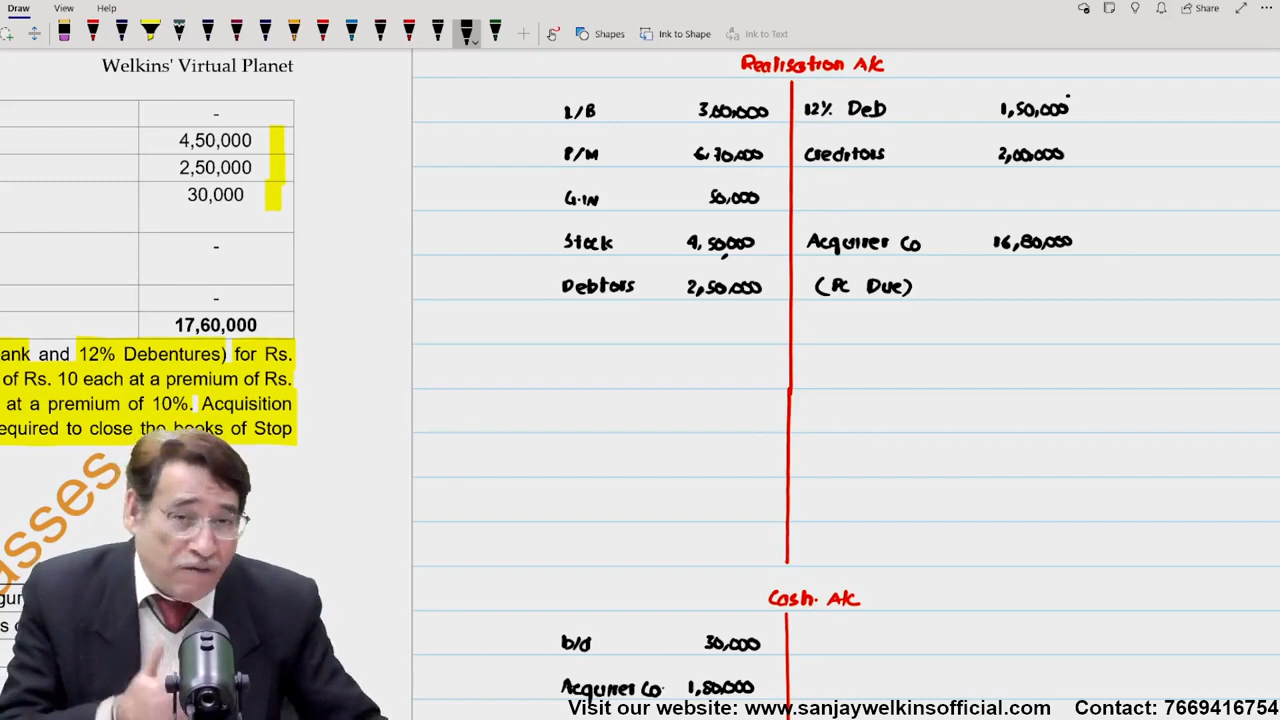 Draw View Help
Share
Shapes Ink to Shape Ink to Text
Welkins' Virtual Planet
-
4,50,000
2,50,000
30,000
-
-
17,60,000
ank and 12% Debentures) for Rs.
of Rs. 10 each at a premium of Rs.
at a premium of 10%. Acquisition
equired to close the books of Stop
asses
gur
s o
Realisation A/c
L/B 3,00,000 12% Deb 1,50,000
P/M 6,70,000 Creditors 2,00,000
G.W 50,000
Stock 4,50,000 Acquirer Co 16,80,000
Debtors 2,50,000 (PC Due)
Cash A/c
b/d 30,000
Acquirer Co. 1,80,000
Visit our website: www.sanjaywelkinsofficial.com Contact: 7669416754